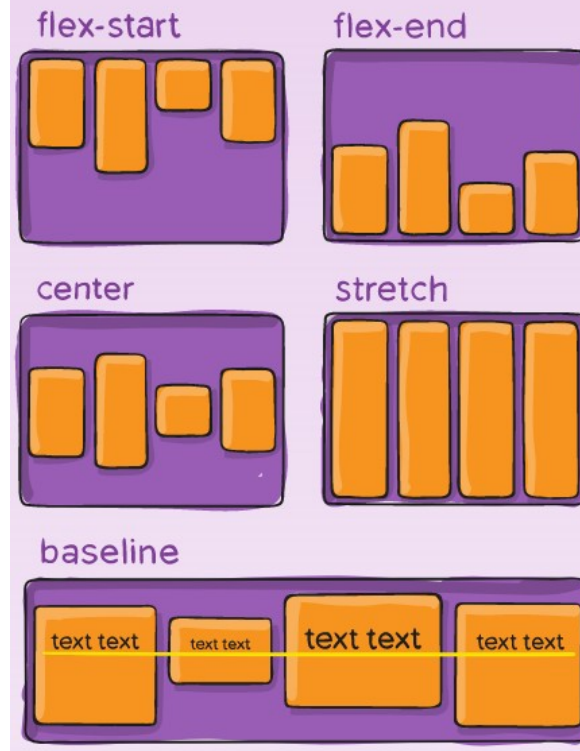 flex-start
flex-end
center
stretch
baseline
text text
text text
text text
text text